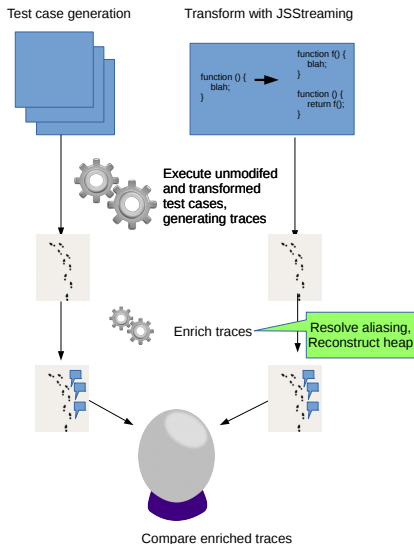 Test case generation
Transform with JSStreaming
function () {
blah;
}
function f() {
blah;
}
function () {
return f();
}
Execute unmodifed
and transformed
test cases,
generating traces
Enrich traces
Resolve aliasing,
Reconstruct heap
Compare enriched traces